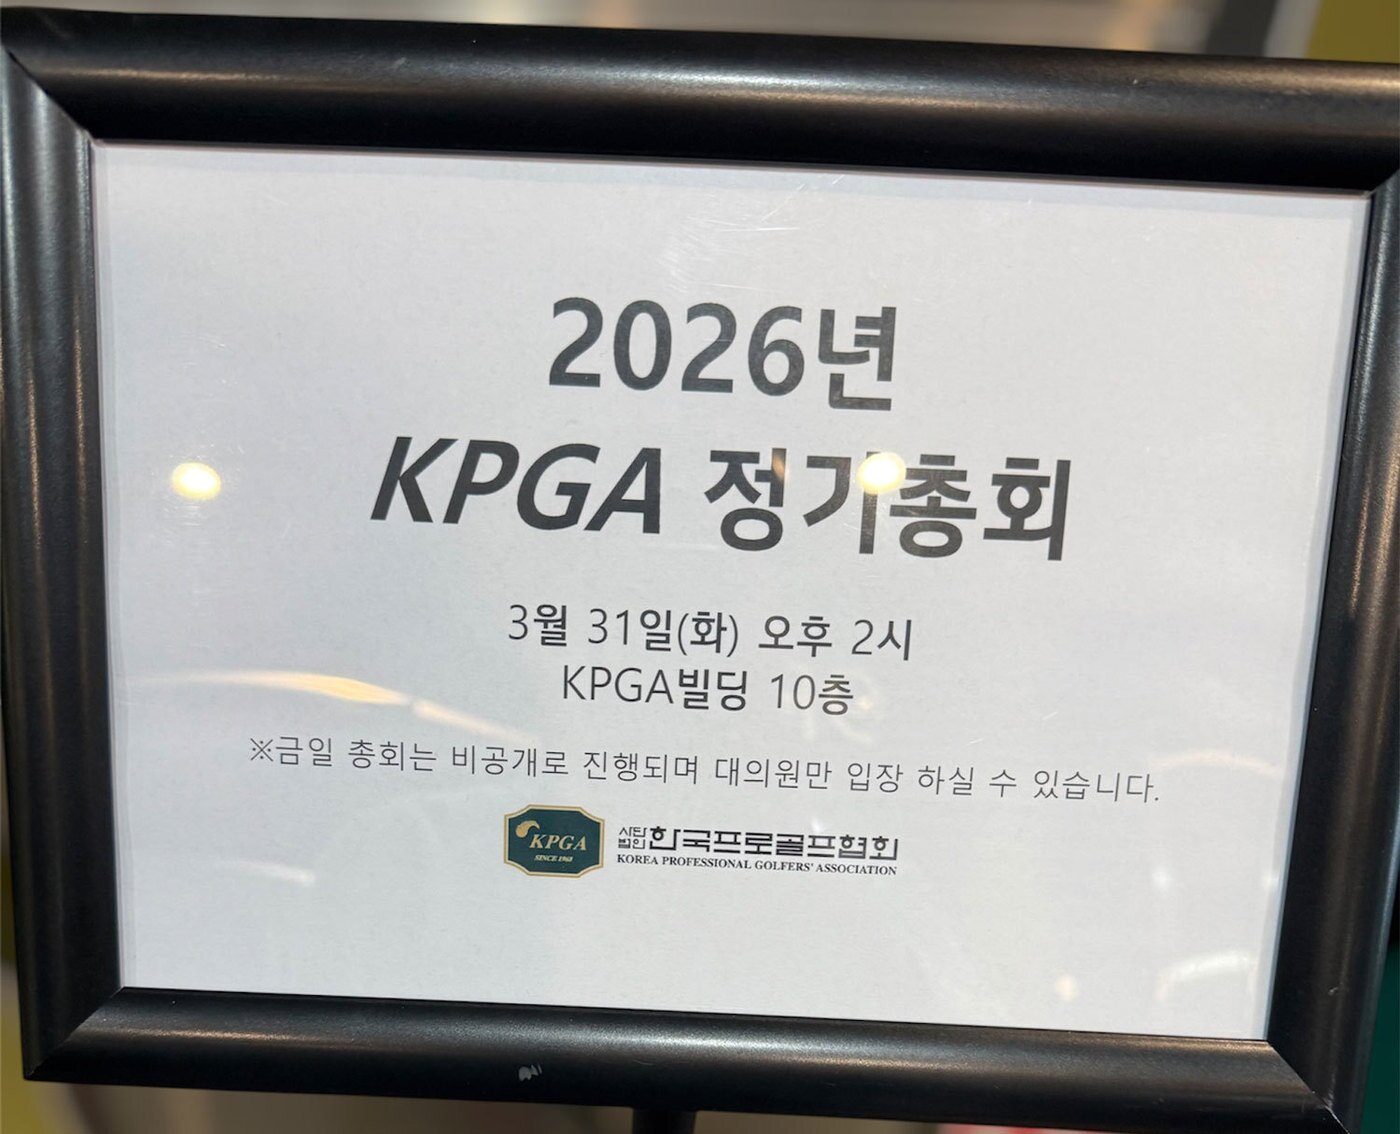 2026년
KPGA 정기총회
3월 31일(화) 오후 2시
KPGA빌딩 10층
※금일 총회는 비공개로 진행되며 대의원만 입장 하실 수 있습니다.
KPGA
SINCE 1968
사단법인 한국프로골프협회
KOREA PROFESSIONAL GOLFERS' ASSOCIATION